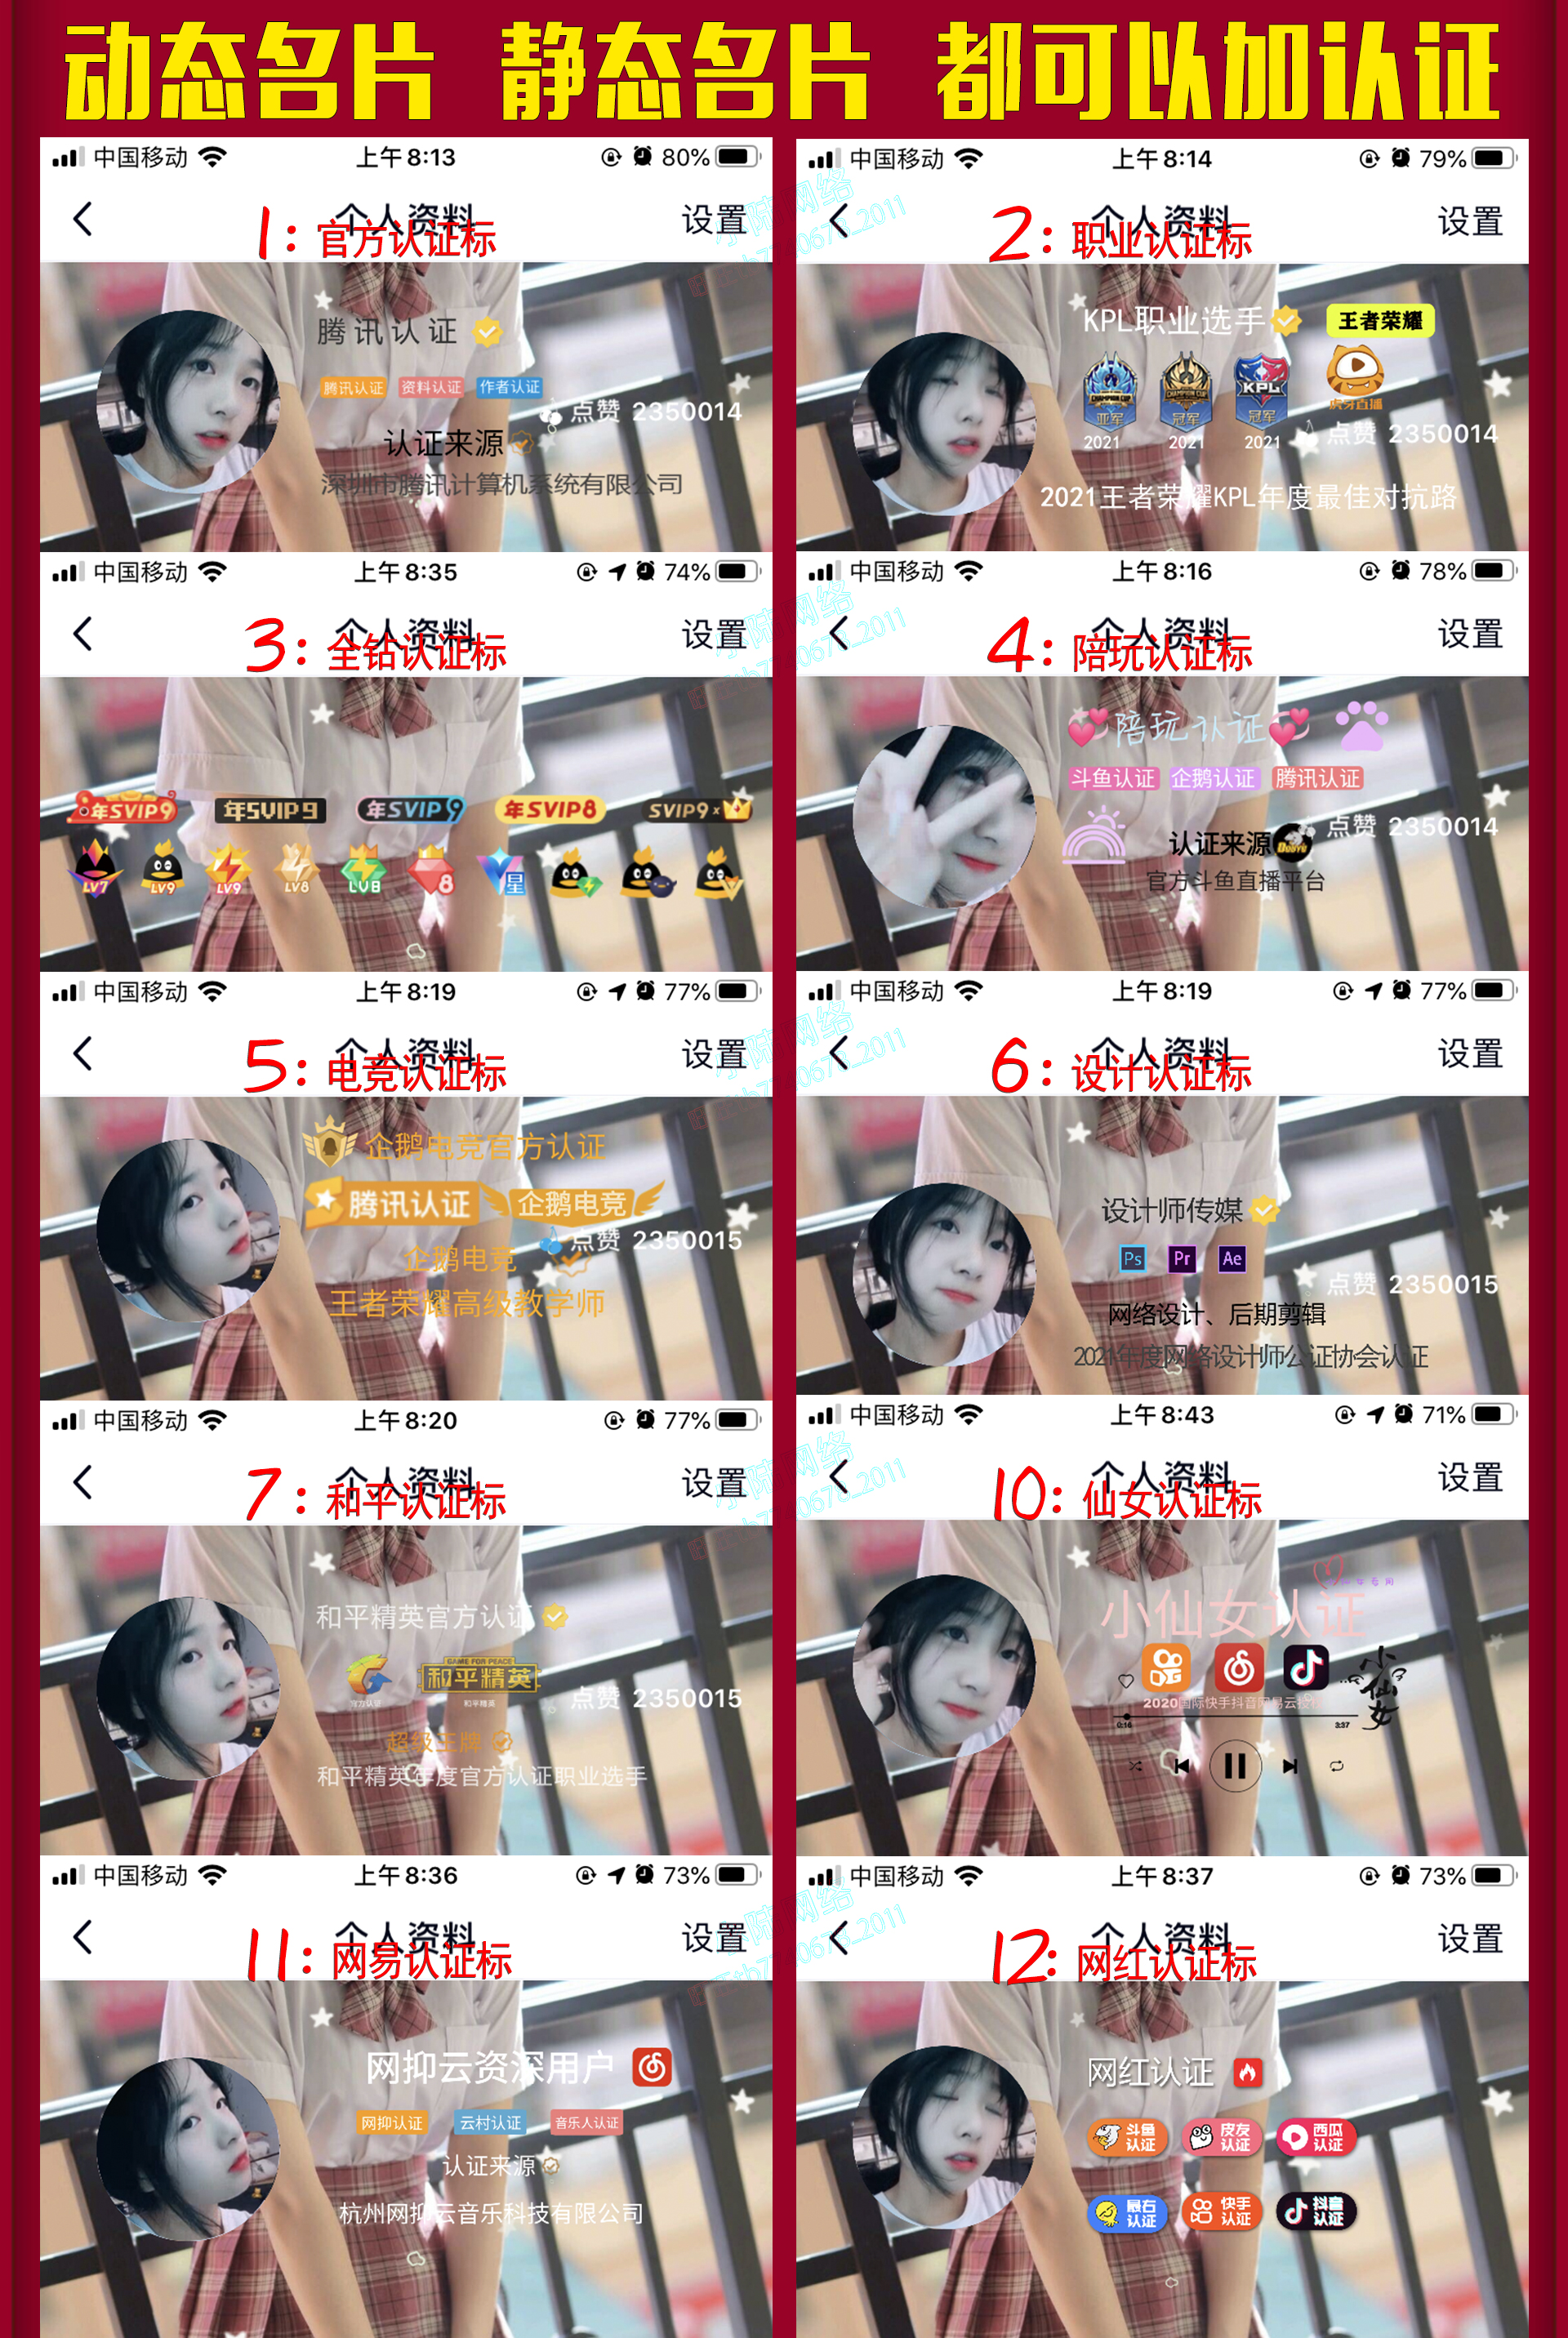 动态名片 静态名片 都可以加认证
中国移动 上午8:13 80%
个人资料 设置
1：官方认证标
腾讯认证
腾讯认证 资料认证 作者认证
点赞 2350014
认证来源
深圳市腾讯计算机系统有限公司
中国移动 上午8:14 79%
个人资料 设置
2：职业认证标
KPL职业选手 王者荣耀
CHAMPION CUP CHAMPION CUP KPL
亚军 冠军 冠军 虎牙直播
2021 2021 2021
点赞 2350014
2021王者荣耀KPL年度最佳对抗路
中国移动 上午8:35 74%
个人资料 设置
3：全钻认证标
年SVIP9 年SVIP9 年SVIP9 年SVIP8 SVIP9x
LV7 LV9 LV9 LV8 LV8 8 星
中国移动 上午8:16 78%
个人资料 设置
4：陪玩认证标
陪玩认证
斗鱼认证 企鹅认证 腾讯认证
点赞 2350014
认证来源
官方斗鱼直播平台
中国移动 上午8:19 77%
个人资料 设置
5：电竞认证标
企鹅电竞官方认证
腾讯认证 企鹅电竞
点赞 2350015
企鹅电竞
王者荣耀高级教学师
中国移动 上午8:19 77%
个人资料 设置
6：设计认证标
设计师传媒
Ps Pr Ae
点赞 2350015
网络设计、后期剪辑
2021年度网络设计师公证协会认证
中国移动 上午8:20 77%
个人资料 设置
7：和平认证标
和平精英官方认证
GAME FOR PEACE
和平精英
官方认证 和平精英
点赞 2350015
超级王牌
和平精英年度官方认证职业选手
中国移动 上午8:43 71%
个人资料 设置
10：仙女认证标
小仙女认证
小仙女
2020国际快手抖音网易云授权
0:16 3:37
中国移动 上午8:36 73%
个人资料 设置
11：网易认证标
网抑云资深用户
网抑认证 云村认证 音乐人认证
认证来源
杭州网抑云音乐科技有限公司
中国移动 上午8:37 73%
个人资料 设置
12：网红认证标
网红认证
斗鱼认证 皮友认证 西瓜认证
最右认证 快手认证 抖音认证